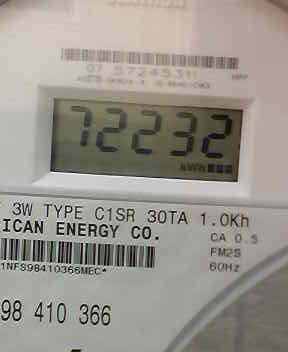 07 57245311
72232
kWh
3W TYPE C1SR 30TA 1.0Kh
ICAN ENERGY CO.
CA 0.5
FM2S
60Hz
1NFS98410366MEC*
98 410 366